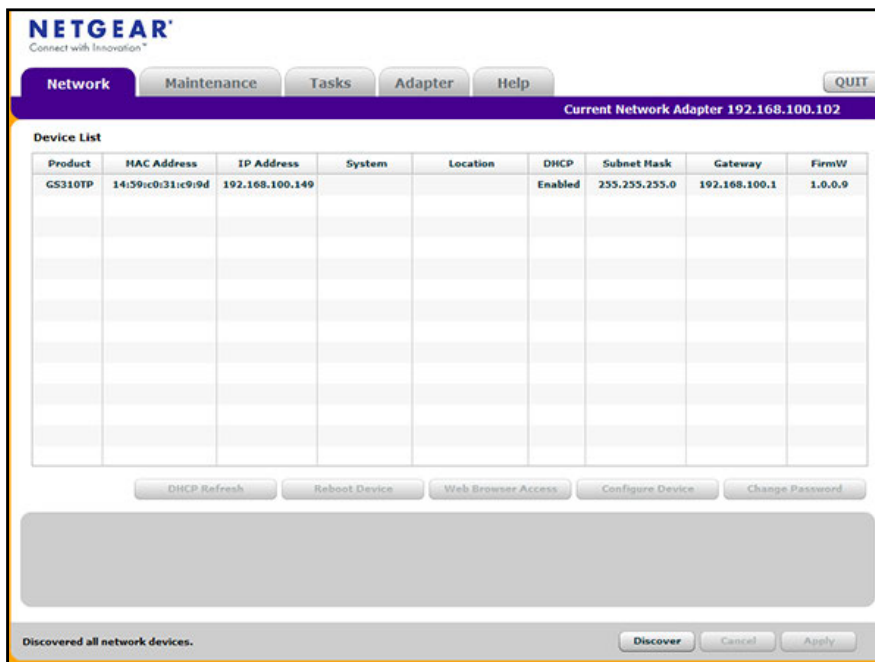 NETGEAR®
Connect with Innovation™
Network Maintenance Tasks Adapter Help QUIT
Current Network Adapter 192.168.100.102
Device List
Product MAC Address IP Address System Location DHCP Subnet Mask Gateway FirmW
GS310TP 14:59:c0:31:c9:9d 192.168.100.149 Enabled 255.255.255.0 192.168.100.1 1.0.0.9
DHCP Refresh Reboot Device Web Browser Access Configure Device Change Password
Discovered all network devices. Discover Cancel Apply